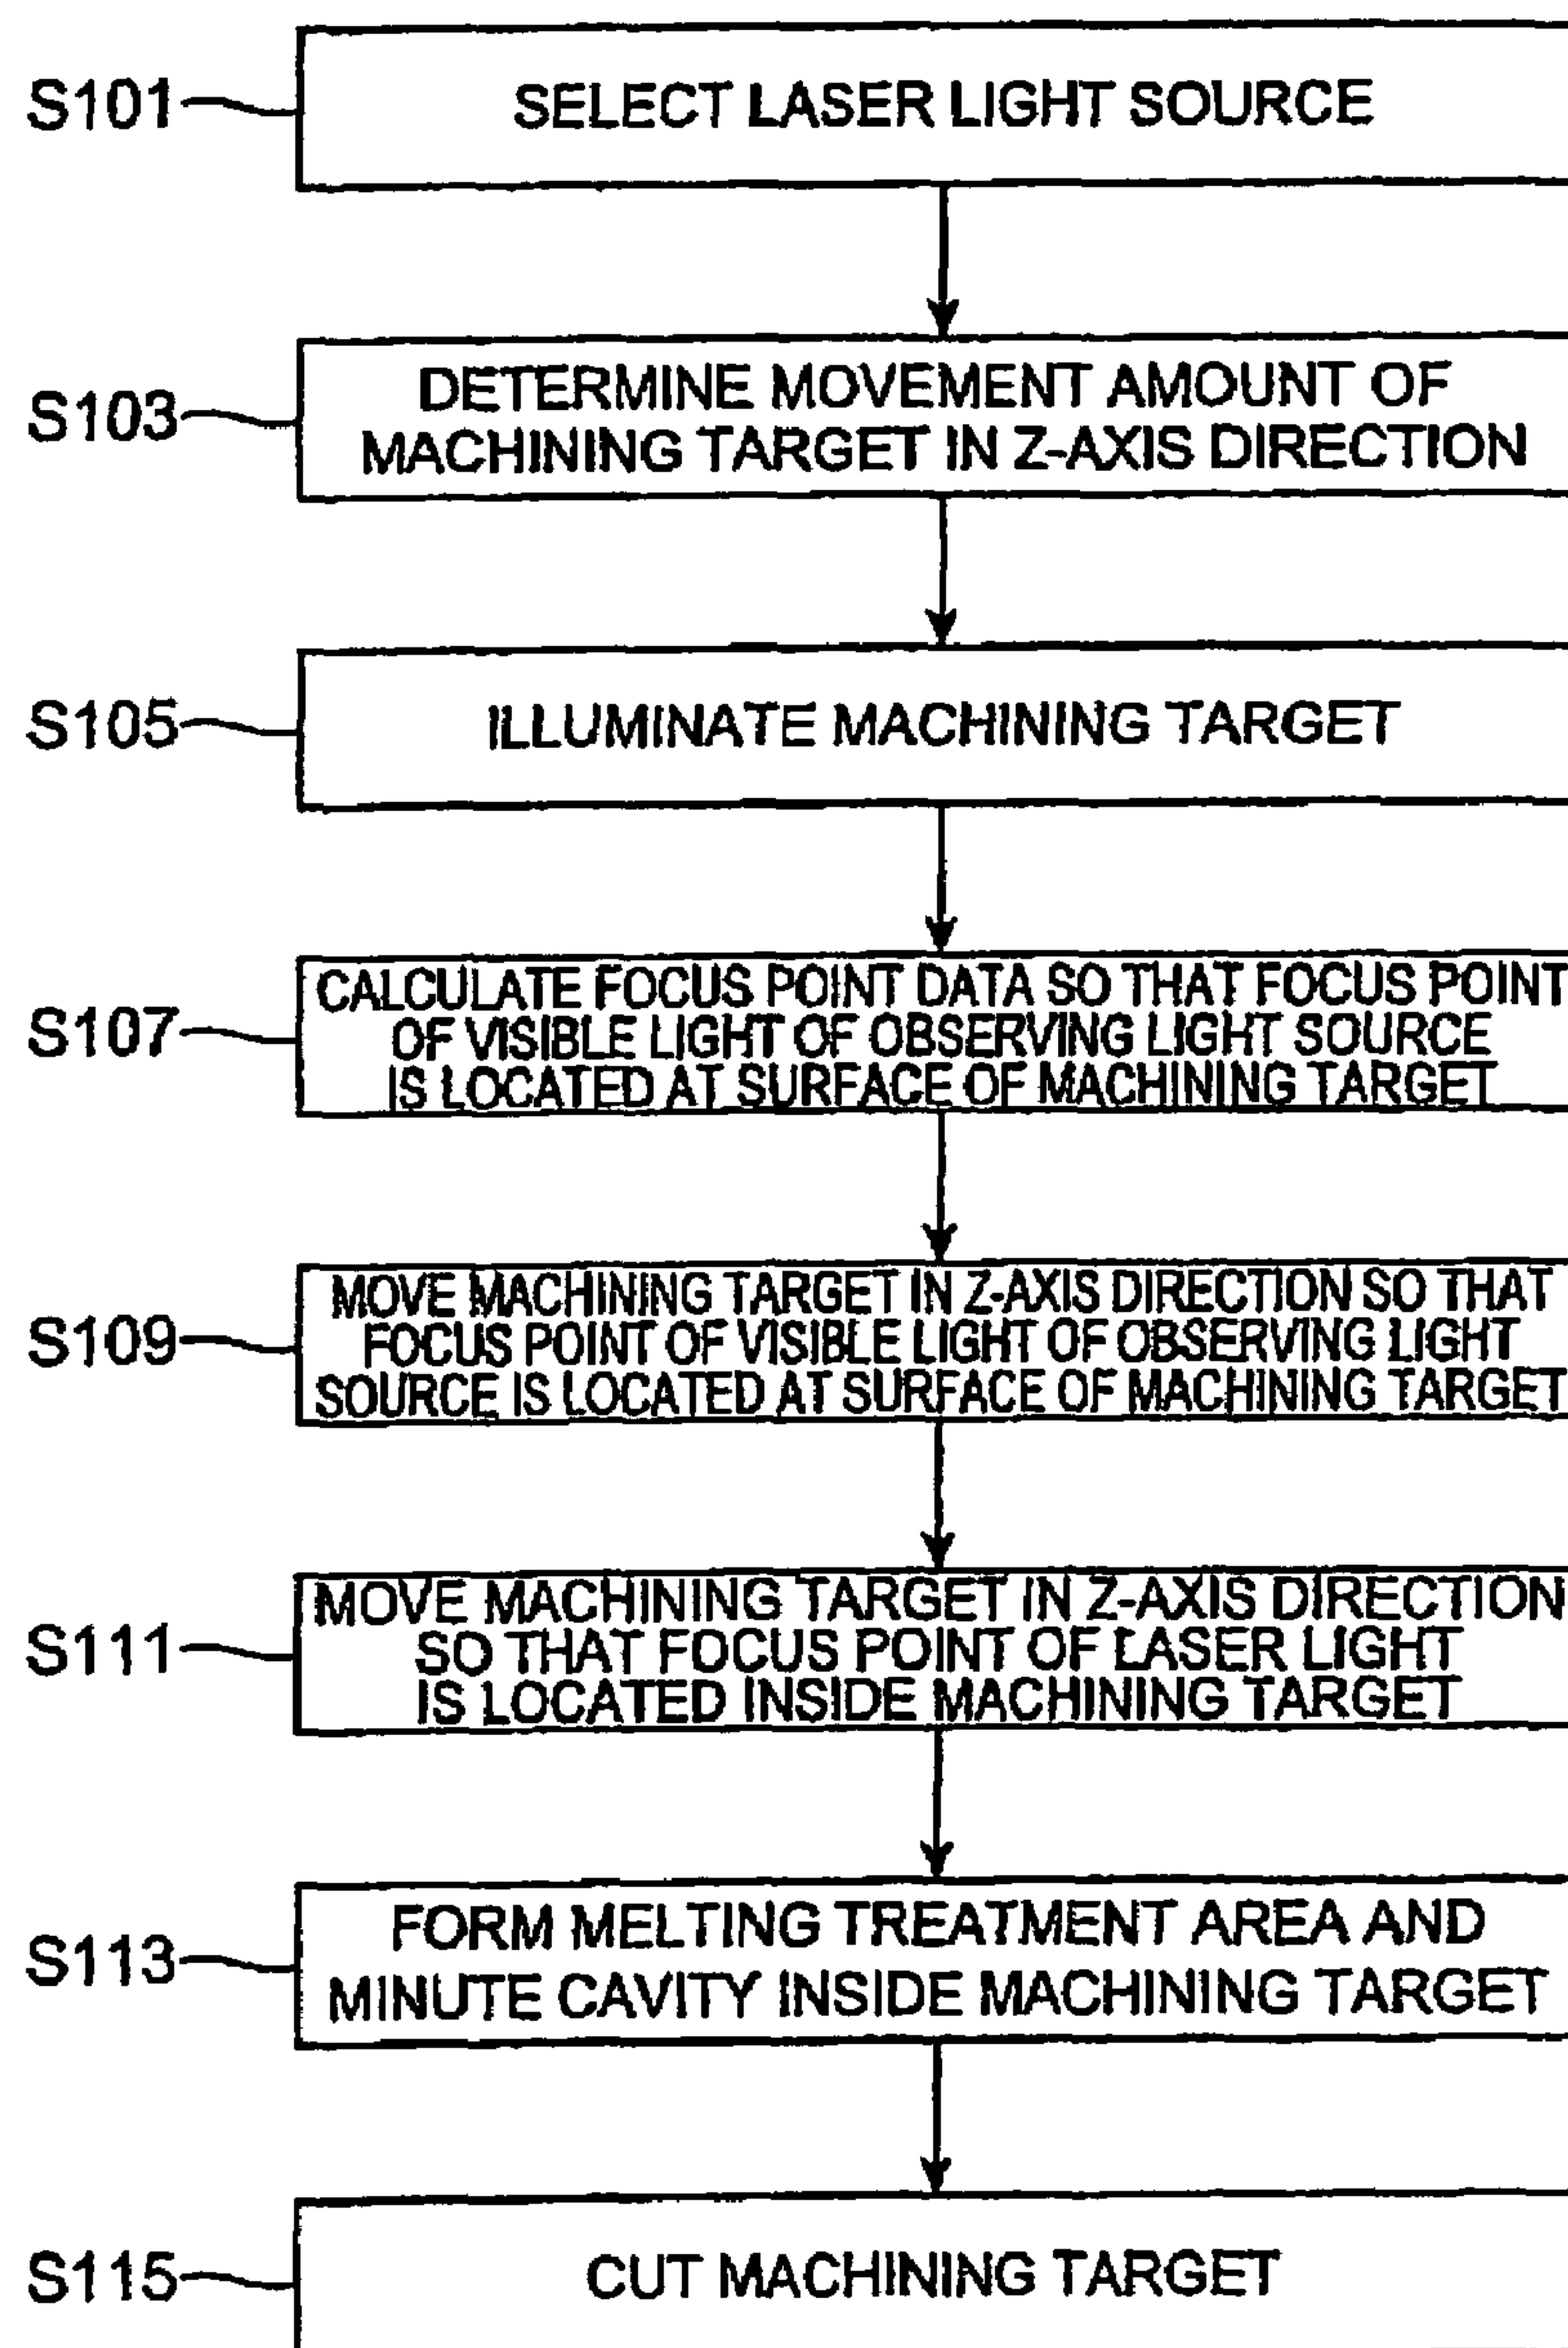 S101
SELECT LASER LIGHT SOURCE
S103
DETERMINE MOVEMENT AMOUNT OF
MACHINING TARGET IN Z-AXIS DIRECTION
S105
ILLUMINATE MACHINING TARGET
S107
CALCULATE FOCUS POINT DATA SO THAT FOCUS POINT
OF VISIBLE LIGHT OF OBSERVING LIGHT SOURCE
IS LOCATED AT SURFACE OF MACHINING TARGET
S109
MOVE MACHINING TARGET IN Z-AXIS DIRECTION SO THAT
FOCUS POINT OF VISIBLE LIGHT OF OBSERVING LIGHT
SOURCE IS LOCATED AT SURFACE OF MACHINING TARGET
S111
MOVE MACHINING TARGET IN Z-AXIS DIRECTION
SO THAT FOCUS POINT OF LASER LIGHT
IS LOCATED INSIDE MACHINING TARGET
S113
FORM MELTING TREATMENT AREA AND
MINUTE CAVITY INSIDE MACHINING TARGET
S115
CUT MACHINING TARGET